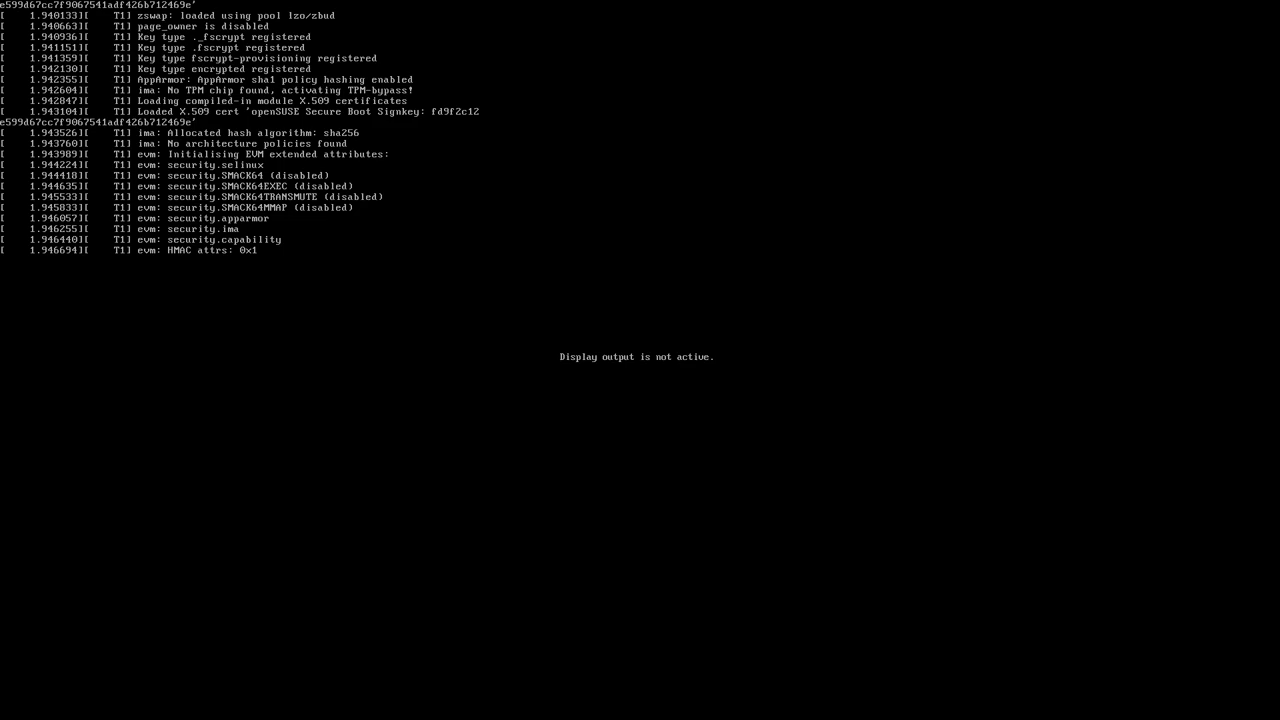 e599d67cc7f9067541adf426b712469e'
[    1.940133][    T1] zswap: loaded using pool lzo/zbud
[    1.940663][    T1] page_owner is disabled
[    1.940936][    T1] Key type ._fscrypt registered
[    1.941151][    T1] Key type .fscrypt registered
[    1.941359][    T1] Key type fscrypt-provisioning registered
[    1.942130][    T1] Key type encrypted registered
[    1.942355][    T1] AppArmor: AppArmor sha1 policy hashing enabled
[    1.942604][    T1] ima: No TPM chip found, activating TPM-bypass!
[    1.942847][    T1] Loading compiled-in module X.509 certificates
[    1.943104][    T1] Loaded X.509 cert 'openSUSE Secure Boot Signkey: fd9f2c12
e599d67cc7f9067541adf426b712469e'
[    1.943526][    T1] ima: Allocated hash algorithm: sha256
[    1.943760][    T1] ima: No architecture policies found
[    1.943989][    T1] evm: Initialising EVM extended attributes:
[    1.944224][    T1] evm: security.selinux
[    1.944418][    T1] evm: security.SMACK64 (disabled)
[    1.944635][    T1] evm: security.SMACK64EXEC (disabled)
[    1.945533][    T1] evm: security.SMACK64TRANSMUTE (disabled)
[    1.945833][    T1] evm: security.SMACK64MMAP (disabled)
[    1.946057][    T1] evm: security.apparmor
[    1.946255][    T1] evm: security.ima
[    1.946440][    T1] evm: security.capability
[    1.946694][    T1] evm: HMAC attrs: 0x1
Display output is not active.